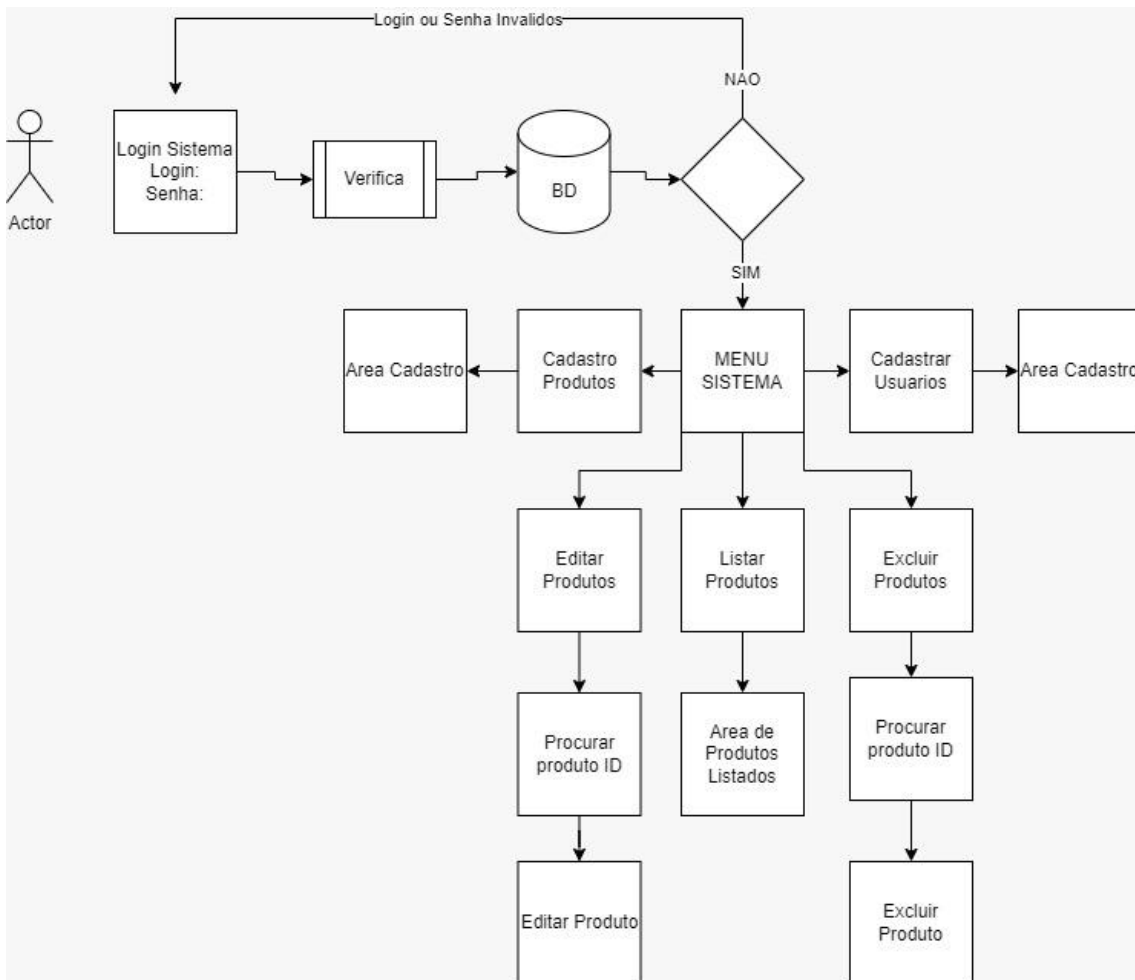 Login ou Senha Invalidos
NAO
Login Sistema
Login:
Senha:
Verifica
BD
Actor
SIM
Area Cadastro
Cadastro
Produtos
MENU
SISTEMA
Cadastrar
Usuarios
Area Cadastro
Editar
Produtos
Listar
Produtos
Excluir
Produtos
Procurar
produto ID
Area de
Produtos
Listados
Procurar
produto ID
Editar Produto
Excluir
Produto